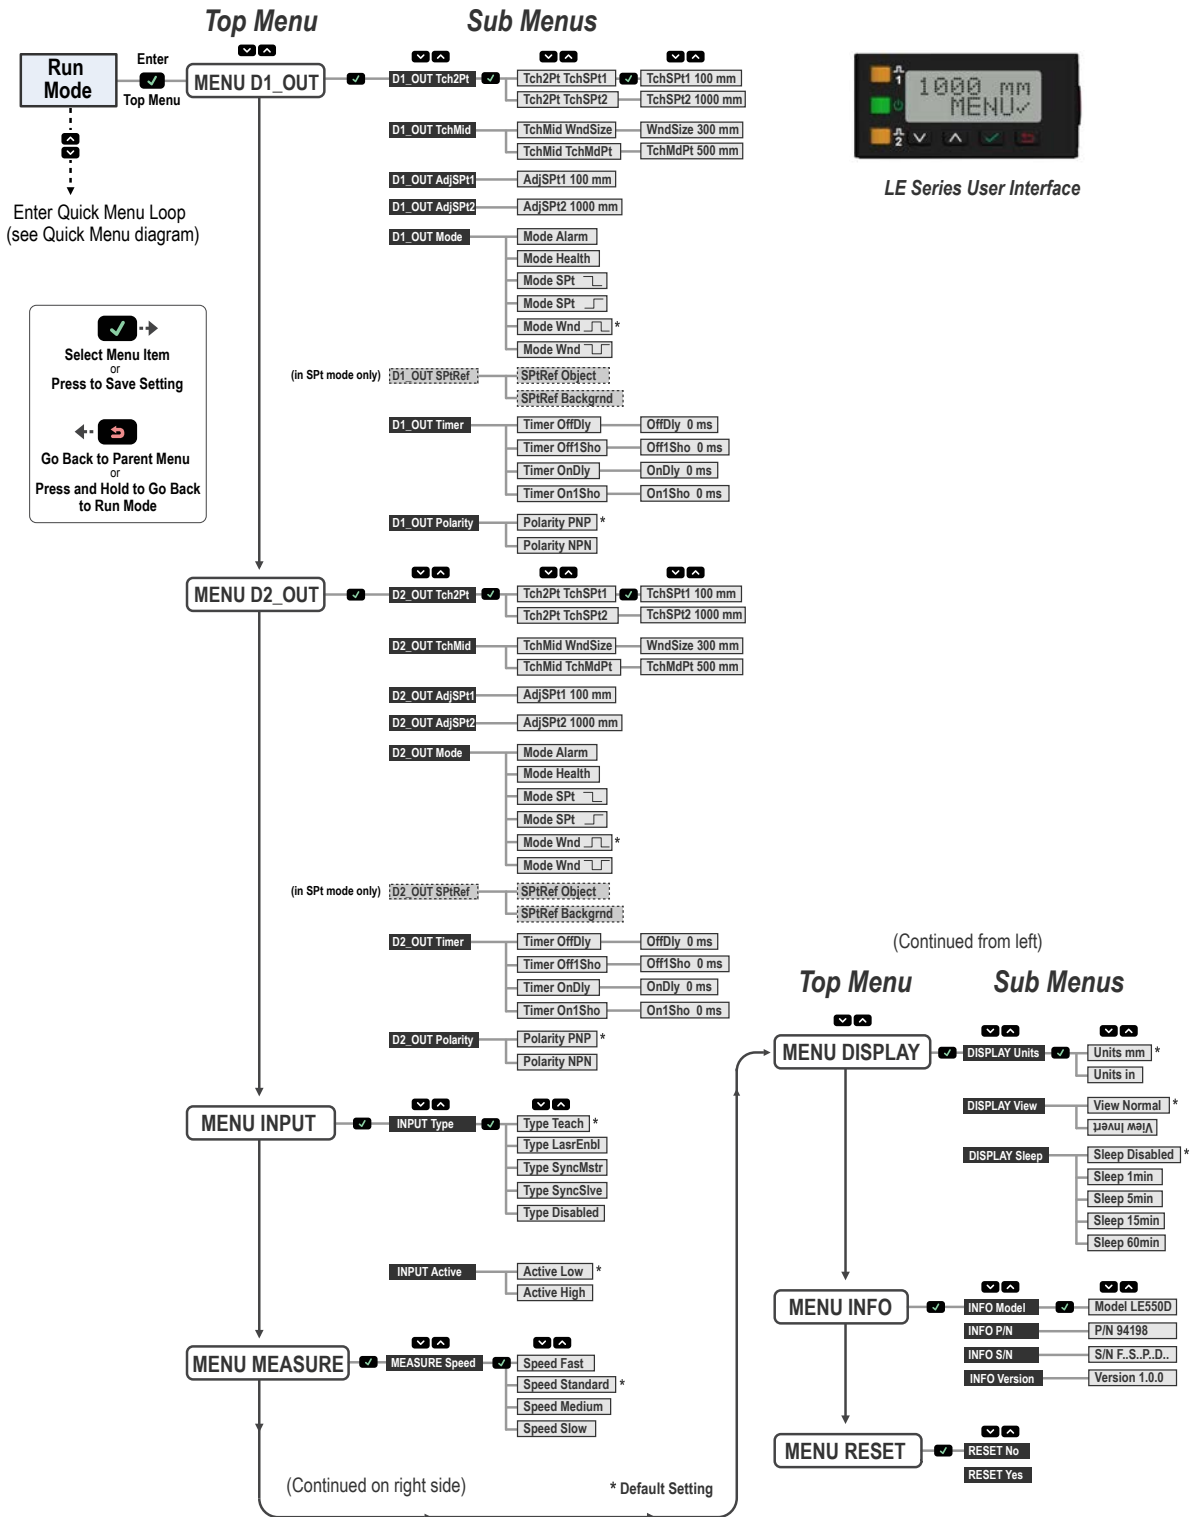 Top Menu
Sub Menus
Run Mode
Enter
Top Menu
MENU D1_OUT
D1_OUT Tch2Pt
Tch2Pt TchSPt1
TchSPt1 100 mm
Tch2Pt TchSPt2
TchSPt2 1000 mm
D1_OUT TchMid
TchMid WndSize
WndSize 300 mm
TchMid TchMdPt
TchMdPt 500 mm
D1_OUT AdjSPt1
AdjSPt1 100 mm
D1_OUT AdjSPt2
AdjSPt2 1000 mm
D1_OUT Mode
Mode Alarm
Mode Health
Mode SPt
Mode SPt
Mode Wnd *
Mode Wnd
(in SPt mode only)
D1_OUT SPtRef
SPtRef Object
SPtRef Backgrnd
D1_OUT Timer
Timer OffDly
OffDly 0 ms
Timer Off1Sho
Off1Sho 0 ms
Timer OnDly
OnDly 0 ms
Timer On1Sho
On1Sho 0 ms
D1_OUT Polarity
Polarity PNP *
Polarity NPN
1
1000 mm
MENU✓
2
LE Series User Interface
Enter Quick Menu Loop
(see Quick Menu diagram)
Select Menu Item
or
Press to Save Setting
Go Back to Parent Menu
or
Press and Hold to Go Back
to Run Mode
MENU D2_OUT
D2_OUT Tch2Pt
Tch2Pt TchSPt1
TchSPt1 100 mm
Tch2Pt TchSPt2
TchSPt2 1000 mm
D2_OUT TchMid
TchMid WndSize
WndSize 300 mm
TchMid TchMdPt
TchMdPt 500 mm
D2_OUT AdjSPt1
AdjSPt1 100 mm
D2_OUT AdjSPt2
AdjSPt2 1000 mm
D2_OUT Mode
Mode Alarm
Mode Health
Mode SPt
Mode SPt
Mode Wnd *
Mode Wnd
(in SPt mode only)
D2_OUT SPtRef
SPtRef Object
SPtRef Backgrnd
D2_OUT Timer
Timer OffDly
OffDly 0 ms
Timer Off1Sho
Off1Sho 0 ms
Timer OnDly
OnDly 0 ms
Timer On1Sho
On1Sho 0 ms
D2_OUT Polarity
Polarity PNP *
Polarity NPN
MENU INPUT
INPUT Type
Type Teach *
Type LasrEnbl
Type SyncMstr
Type SyncSlve
Type Disabled
INPUT Active
Active Low *
Active High
MENU MEASURE
MEASURE Speed
Speed Fast
Speed Standard *
Speed Medium
Speed Slow
(Continued on right side)
* Default Setting
(Continued from left)
Top Menu
Sub Menus
MENU DISPLAY
DISPLAY Units
Units mm *
Units in
DISPLAY View
View Normal *
View Invert
DISPLAY Sleep
Sleep Disabled *
Sleep 1min
Sleep 5min
Sleep 15min
Sleep 60min
MENU INFO
INFO Model
Model LE550D
INFO P/N
P/N 94198
INFO S/N
S/N F..S..P..D..
INFO Version
Version 1.0.0
MENU RESET
RESET No
RESET Yes